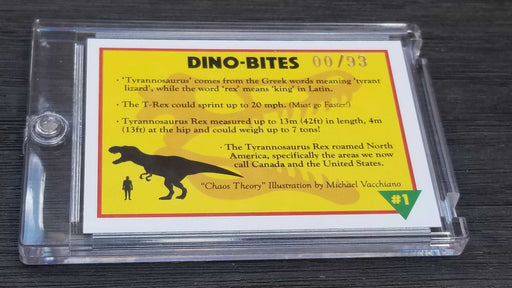 DINO-BITES 00/93
· 'Tyrannosaurus' comes from the Greek words meaning 'tyrant
lizard', while the word 'rex' means 'king' in Latin.
· The T-Rex could sprint up to 20 mph. (Must go Faster!)
· Tyrannosaurus Rex measured up to 13m (42ft) in length, 4m
(13ft) at the hip and could weigh up to 7 tons!
· The Tyrannosaurus Rex roamed North
America, specifically the areas we now
call Canada and the United States.
"Chaos Theory" Illustration by Michael Vacchiano
#1